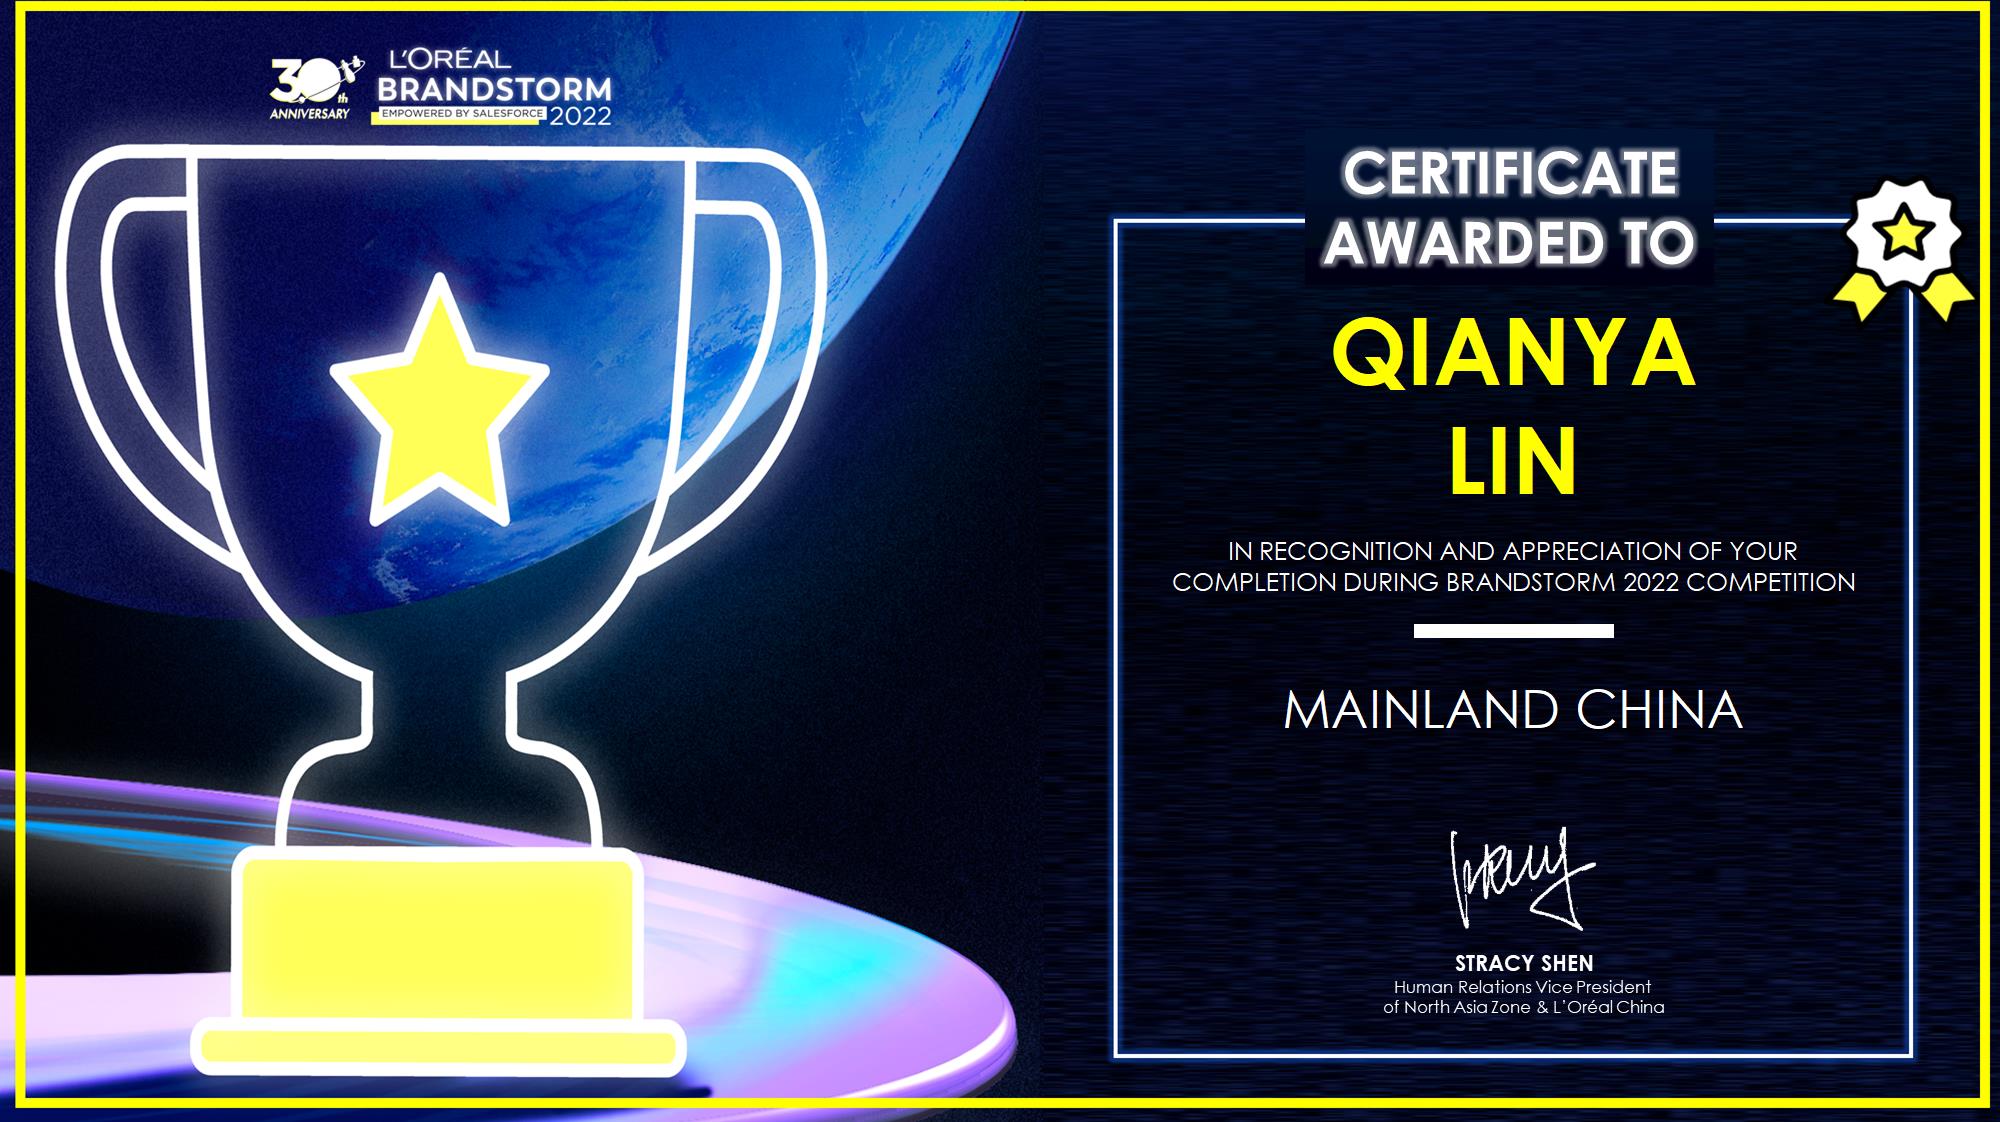 30th
ANNIVERSARY
L'ORÉAL
BRANDSTORM
EMPOWERED BY SALESFORCE 2022
CERTIFICATE
AWARDED TO
QIANYA
LIN
IN RECOGNITION AND APPRECIATION OF YOUR
COMPLETION DURING BRANDSTORM 2022 COMPETITION
MAINLAND CHINA
Stracy
STRACY SHEN
Human Relations Vice President
of North Asia Zone & L'Oréal China